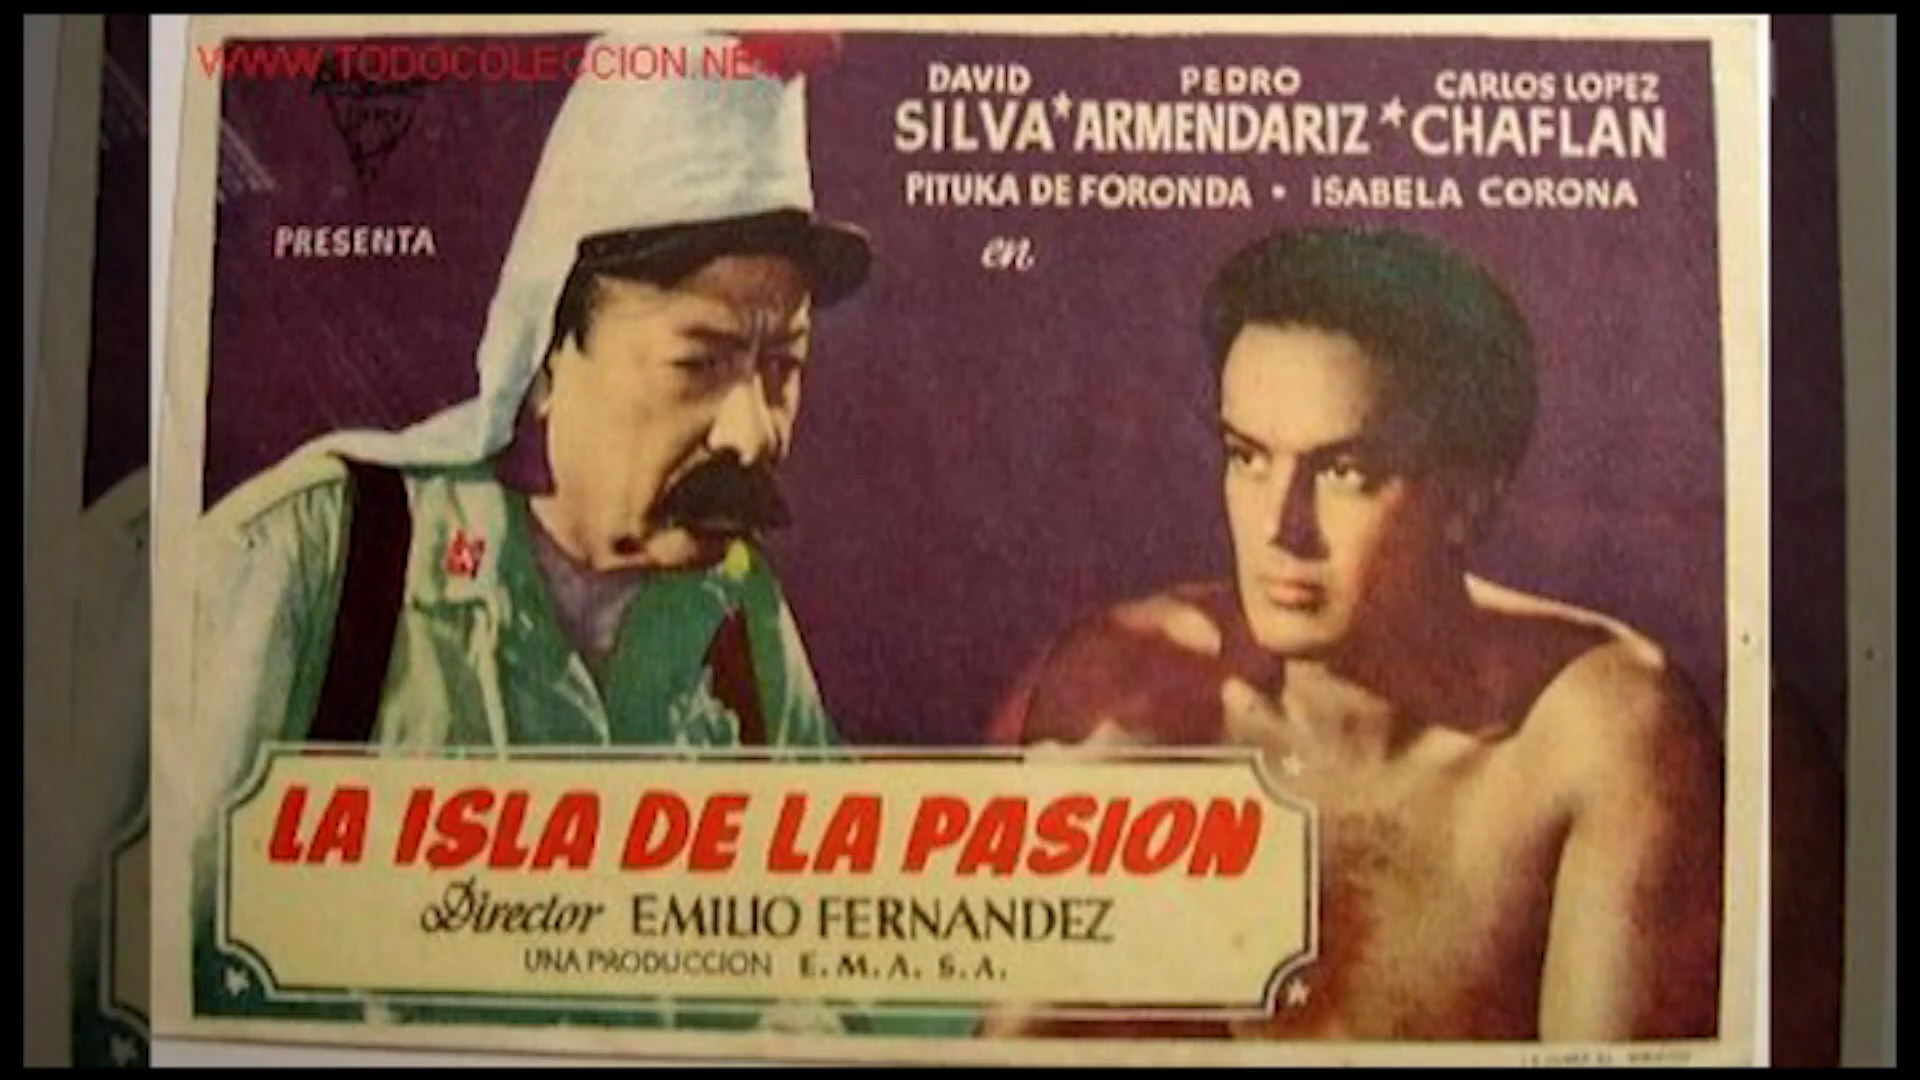 WWW.TODOCOLECCION.NET
PRESENTA
DAVID PEDRO CARLOS LOPEZ
SILVA * ARMENDARIZ * CHAFLAN
PITUKA DE FORONDA • ISABELA CORONA
en
LA ISLA DE LA PASION
Director EMILIO FERNANDEZ
UNA PRODUCCION E.M.A. S.A.